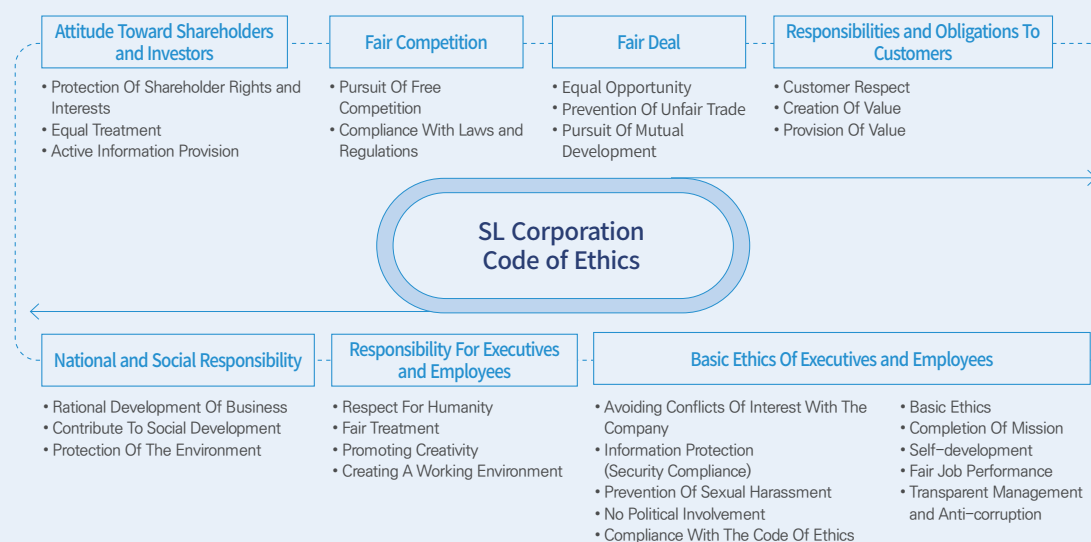 Attitude Toward Shareholders
and Investors
• Protection Of Shareholder Rights and
Interests
• Equal Treatment
• Active Information Provision
Fair Competition
• Pursuit Of Free
Competition
• Compliance With Laws and
Regulations
Fair Deal
• Equal Opportunity
• Prevention Of Unfair Trade
• Pursuit Of Mutual
Development
Responsibilities and Obligations To
Customers
• Customer Respect
• Creation Of Value
• Provision Of Value
SL Corporation
Code of Ethics
National and Social Responsibility
• Rational Development Of Business
• Contribute To Social Development
• Protection Of The Environment
Responsibility For Executives
and Employees
• Respect For Humanity
• Fair Treatment
• Promoting Creativity
• Creating A Working Environment
Basic Ethics Of Executives and Employees
• Avoiding Conflicts Of Interest With The
Company
• Information Protection
(Security Compliance)
• Prevention Of Sexual Harassment
• No Political Involvement
• Compliance With The Code Of Ethics
• Basic Ethics
• Completion Of Mission
• Self-development
• Fair Job Performance
• Transparent Management
and Anti-corruption